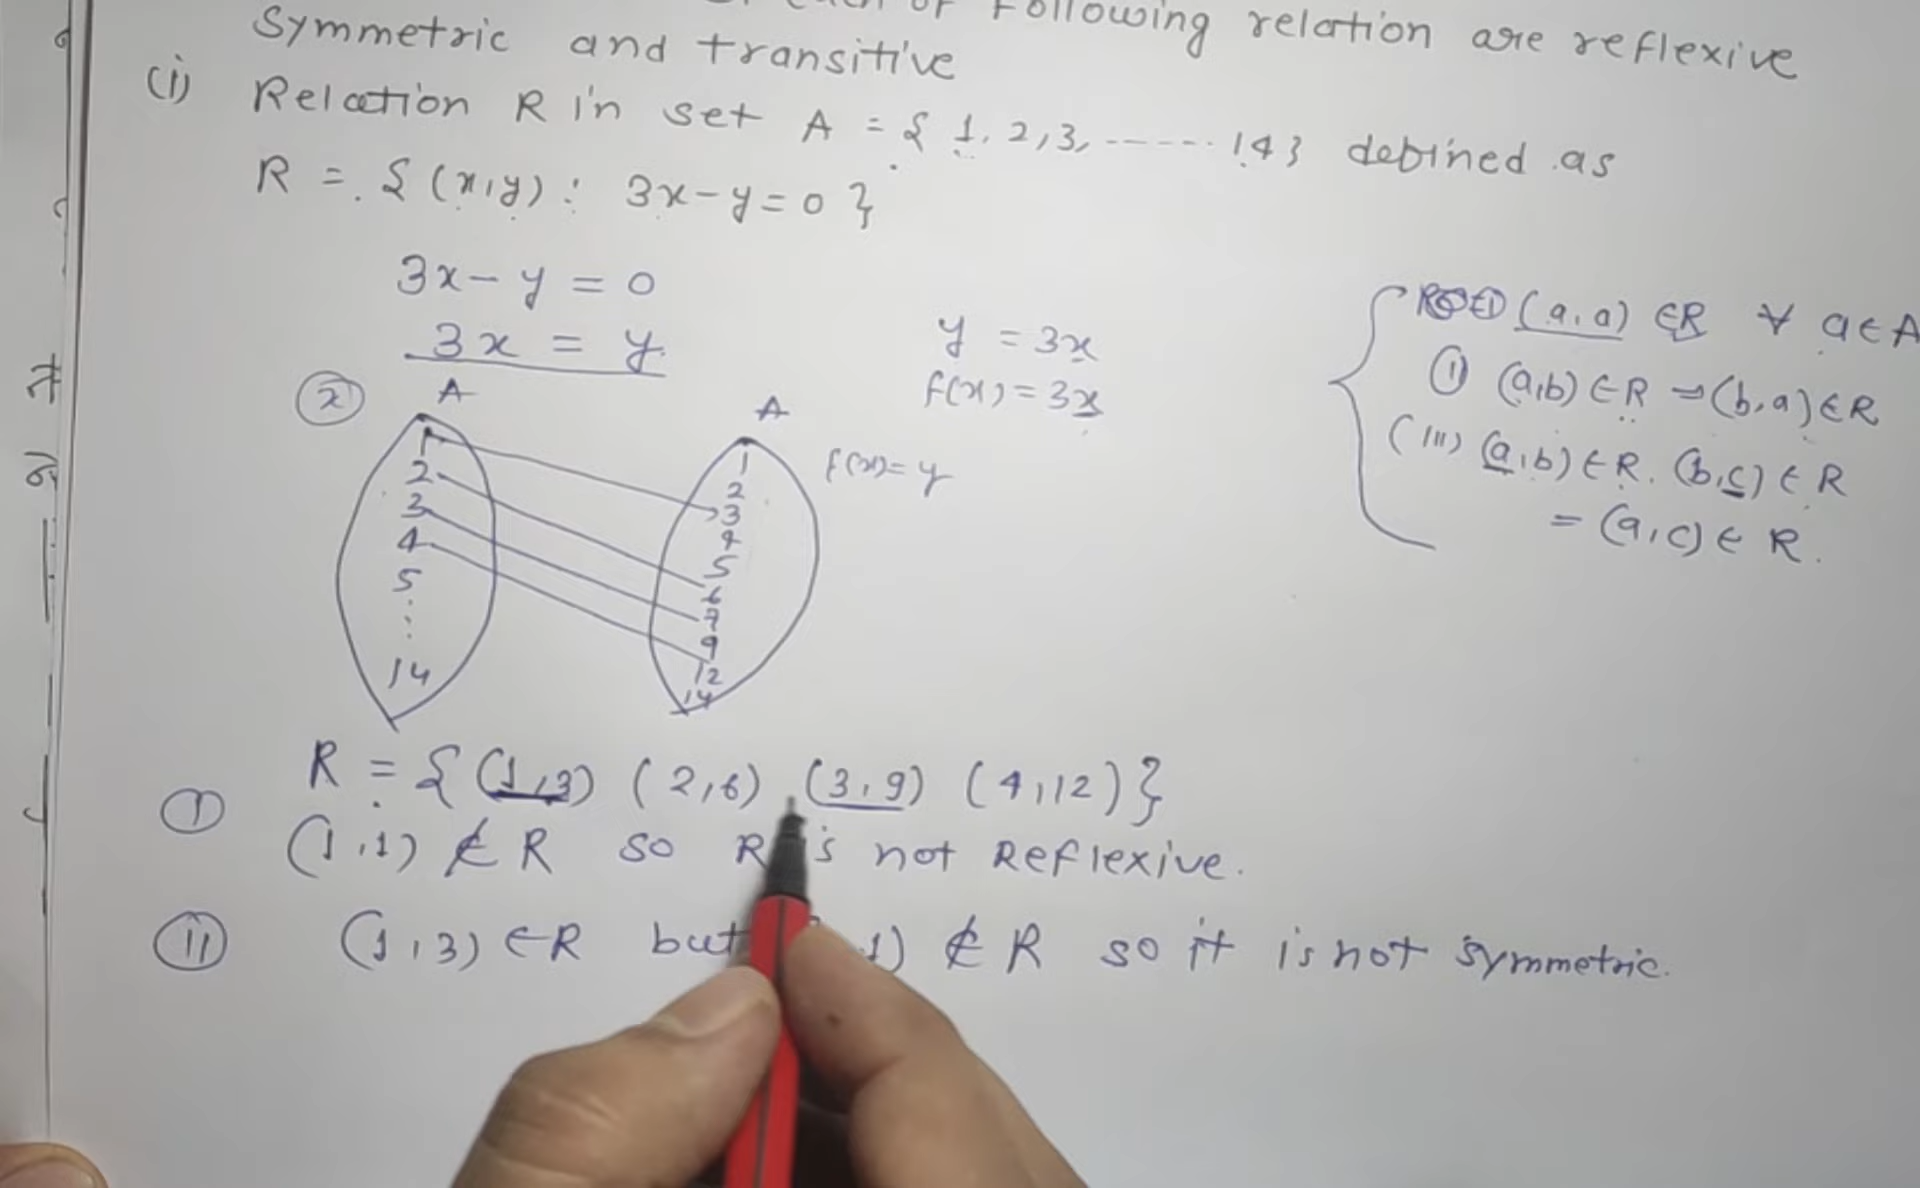 of following relation are reflexive
Symmetric and transitive
(i) Relation R in set A = { 1, 2, 3, ------ 14 } defined as
R = { (x, y) : 3x - y = 0 }
3x - y = 0
3x = y
y = 3x
f(x) = 3x
(a, a) ∈ R ∀ a ∈ A
(a, b) ∈ R → (b, a) ∈ R
(III) (a, b) ∈ R. (b, c) ∈ R
= (a, c) ∈ R.
A A
f(x) = y
1
2
3
4
5
14
1
2
3
4
5
6
7
9
12
14
R = { (1, 3) (2, 6) (3, 9) (4, 12) }
I (1, 1) ∉ R so R is not Reflexive.
II (1, 3) ∈ R but 1) ∉ R so it is not symmetric.